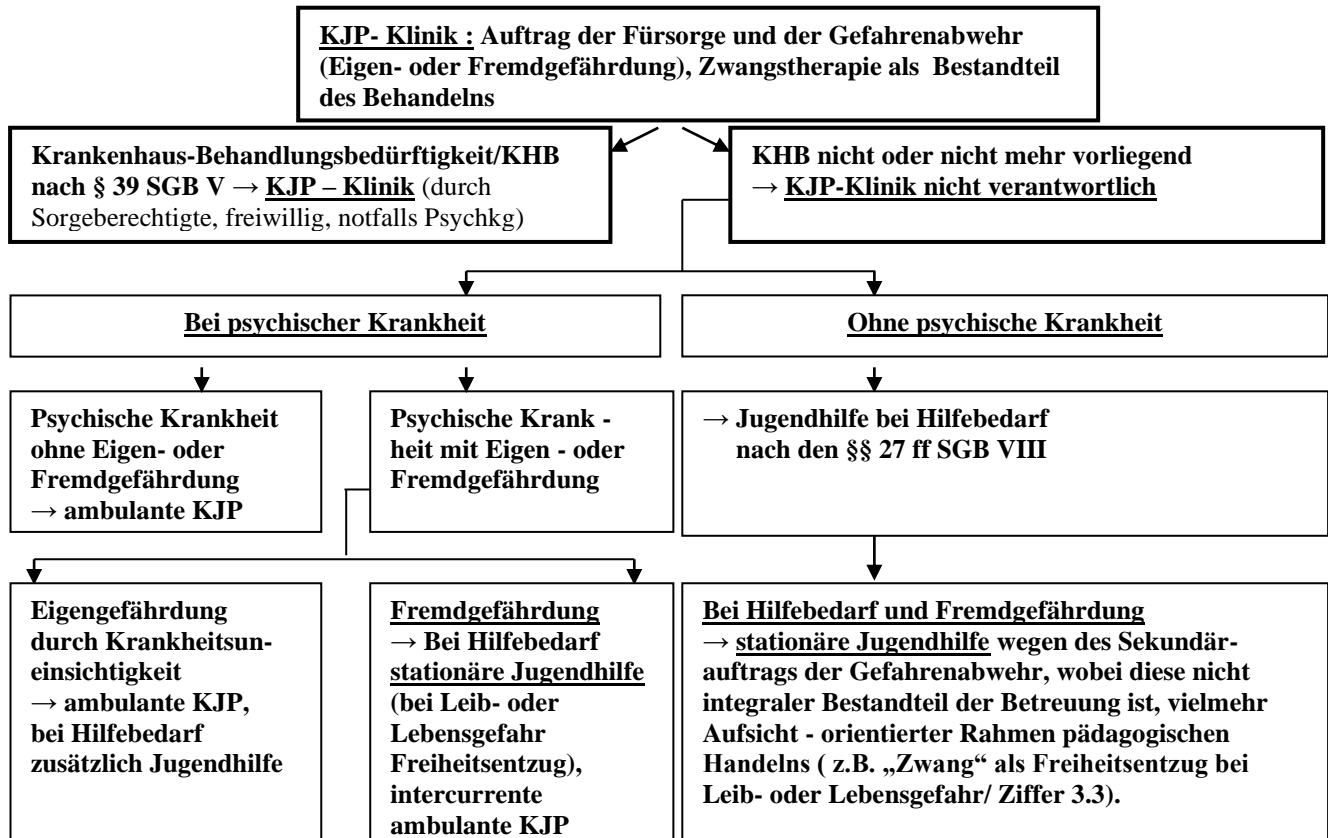 KJP- Klinik : Auftrag der Fürsorge und der Gefahrenabwehr
(Eigen- oder Fremdgefährdung), Zwangstherapie als Bestandteil
des Behandelns
Krankenhaus-Behandlungsbedürftigkeit/KHB
nach § 39 SGB V → KJP – Klinik (durch
Sorgeberechtigte, freiwillig, notfalls Psychkg)
KHB nicht oder nicht mehr vorliegend
→ KJP-Klinik nicht verantwortlich
Bei psychischer Krankheit
Ohne psychische Krankheit
Psychische Krankheit
ohne Eigen- oder
Fremdgefährdung
→ ambulante KJP
Psychische Krank -
heit mit Eigen - oder
Fremdgefährdung
→ Jugendhilfe bei Hilfebedarf
nach den §§ 27 ff SGB VIII
Eigengefährdung
durch Krankheitsun-
einsichtigkeit
→ ambulante KJP,
bei Hilfebedarf
zusätzlich Jugendhilfe
Fremdgefährdung
→ Bei Hilfebedarf
stationäre Jugendhilfe
(bei Leib- oder
Lebensgefahr
Freiheitsentzug),
intercurrente
ambulante KJP
Bei Hilfebedarf und Fremdgefährdung
→ stationäre Jugendhilfe wegen des Sekundär-
auftrags der Gefahrenabwehr, wobei diese nicht
integraler Bestandteil der Betreuung ist, vielmehr
Aufsicht - orientierter Rahmen pädagogischen
Handelns ( z.B. „Zwang“ als Freiheitsentzug bei
Leib- oder Lebensgefahr/ Ziffer 3.3).